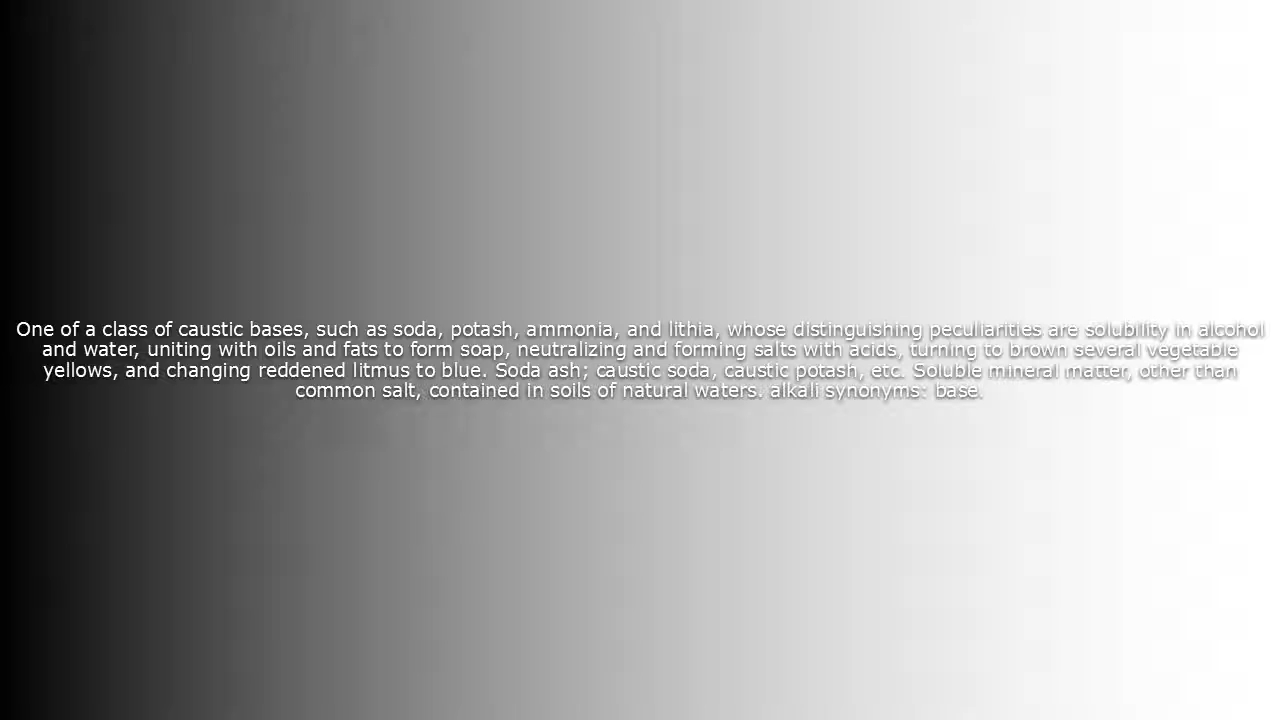 One of a class of caustic bases, such as soda, potash, ammonia, and lithia, whose distinguishing peculiarities are solubility in alcohol
and water, uniting with oils and fats to form soap, neutralizing and forming salts with acids, turning to brown several vegetable
yellows, and changing reddened litmus to blue. Soda ash; caustic soda, caustic potash, etc. Soluble mineral matter, other than
common salt, contained in soils of natural waters. alkali synonyms: base.